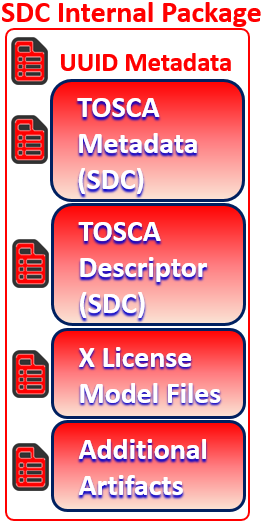 SDC Internal Package
UUID Metadata
TOSCA
Metadata
(SDC)
TOSCA
Descriptor
(SDC)
X License
Model Files
Additional
Artifacts